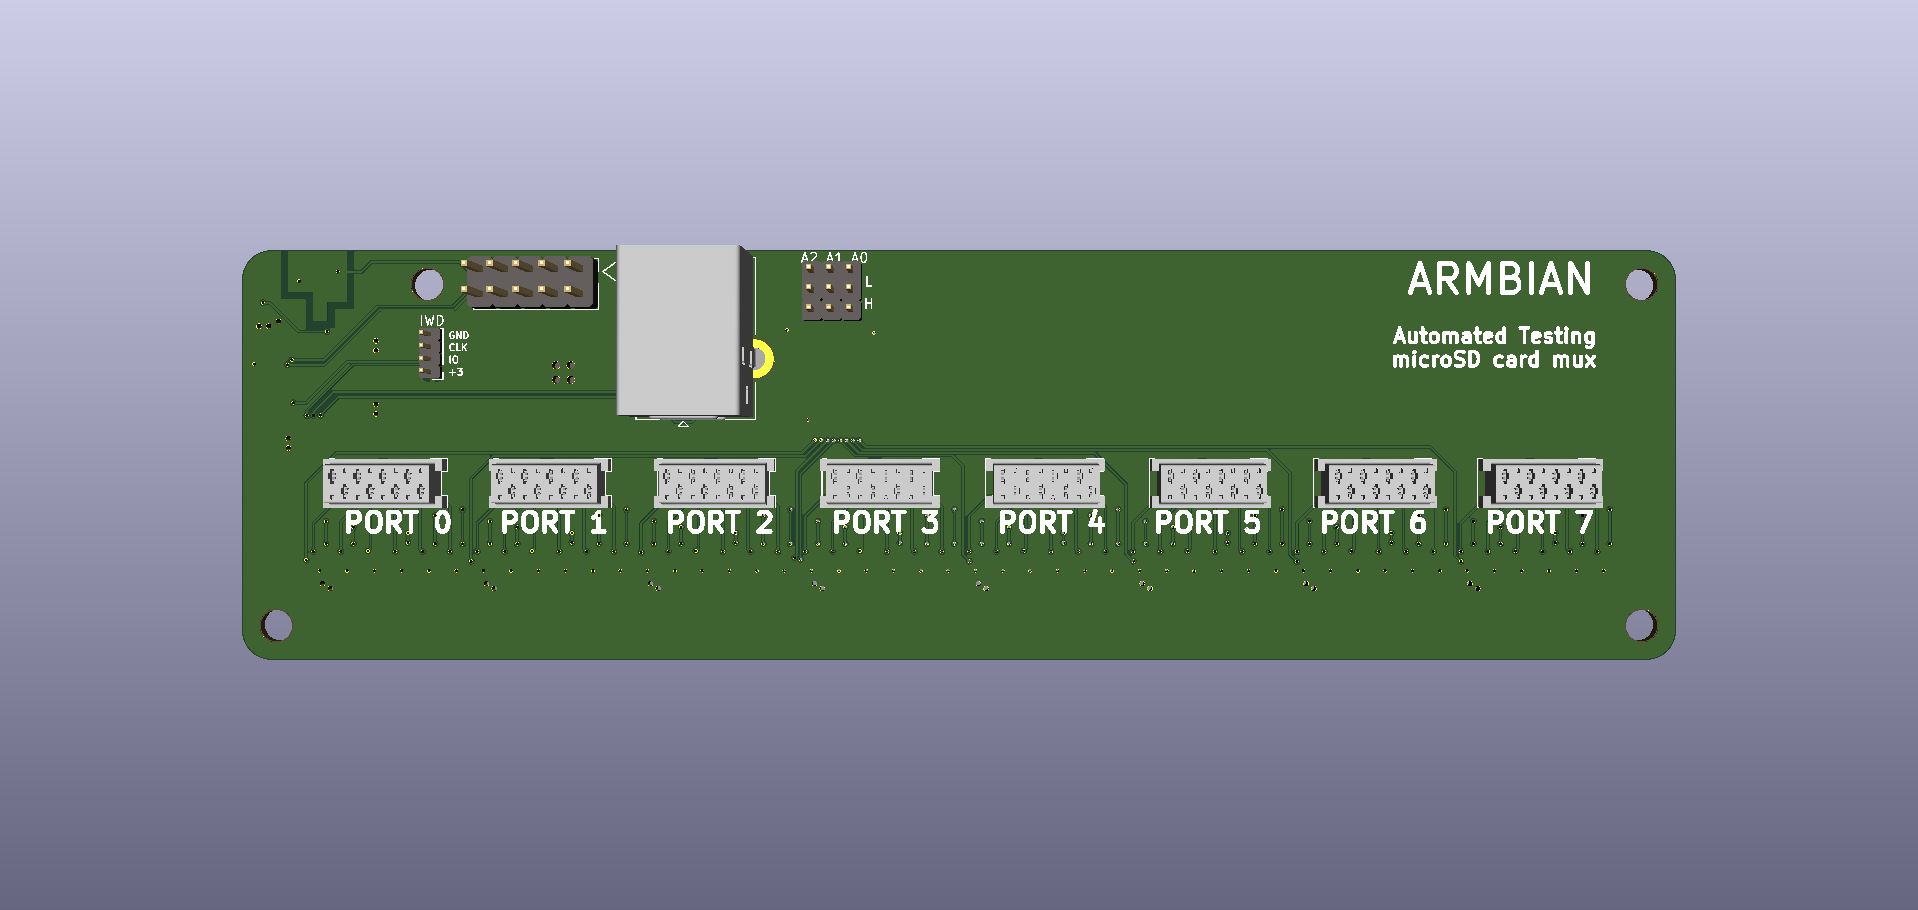 A2 A1 A0
L
H
ARMBIAN
Automated Testing
microSD card mux
IWD
GND
CLK
IO
+3
PORT 0
PORT 1
PORT 2
PORT 3
PORT 4
PORT 5
PORT 6
PORT 7